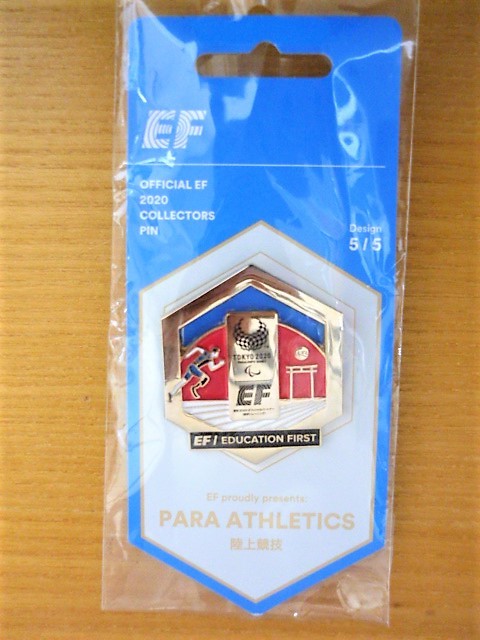 EF
OFFICIAL EF
2020
COLLECTORS
PIN
Design
5/5
TOKYO 2020
EF
EF/ EDUCATION FIRST
EF proudly presents:
PARA ATHLETICS
陸上競技